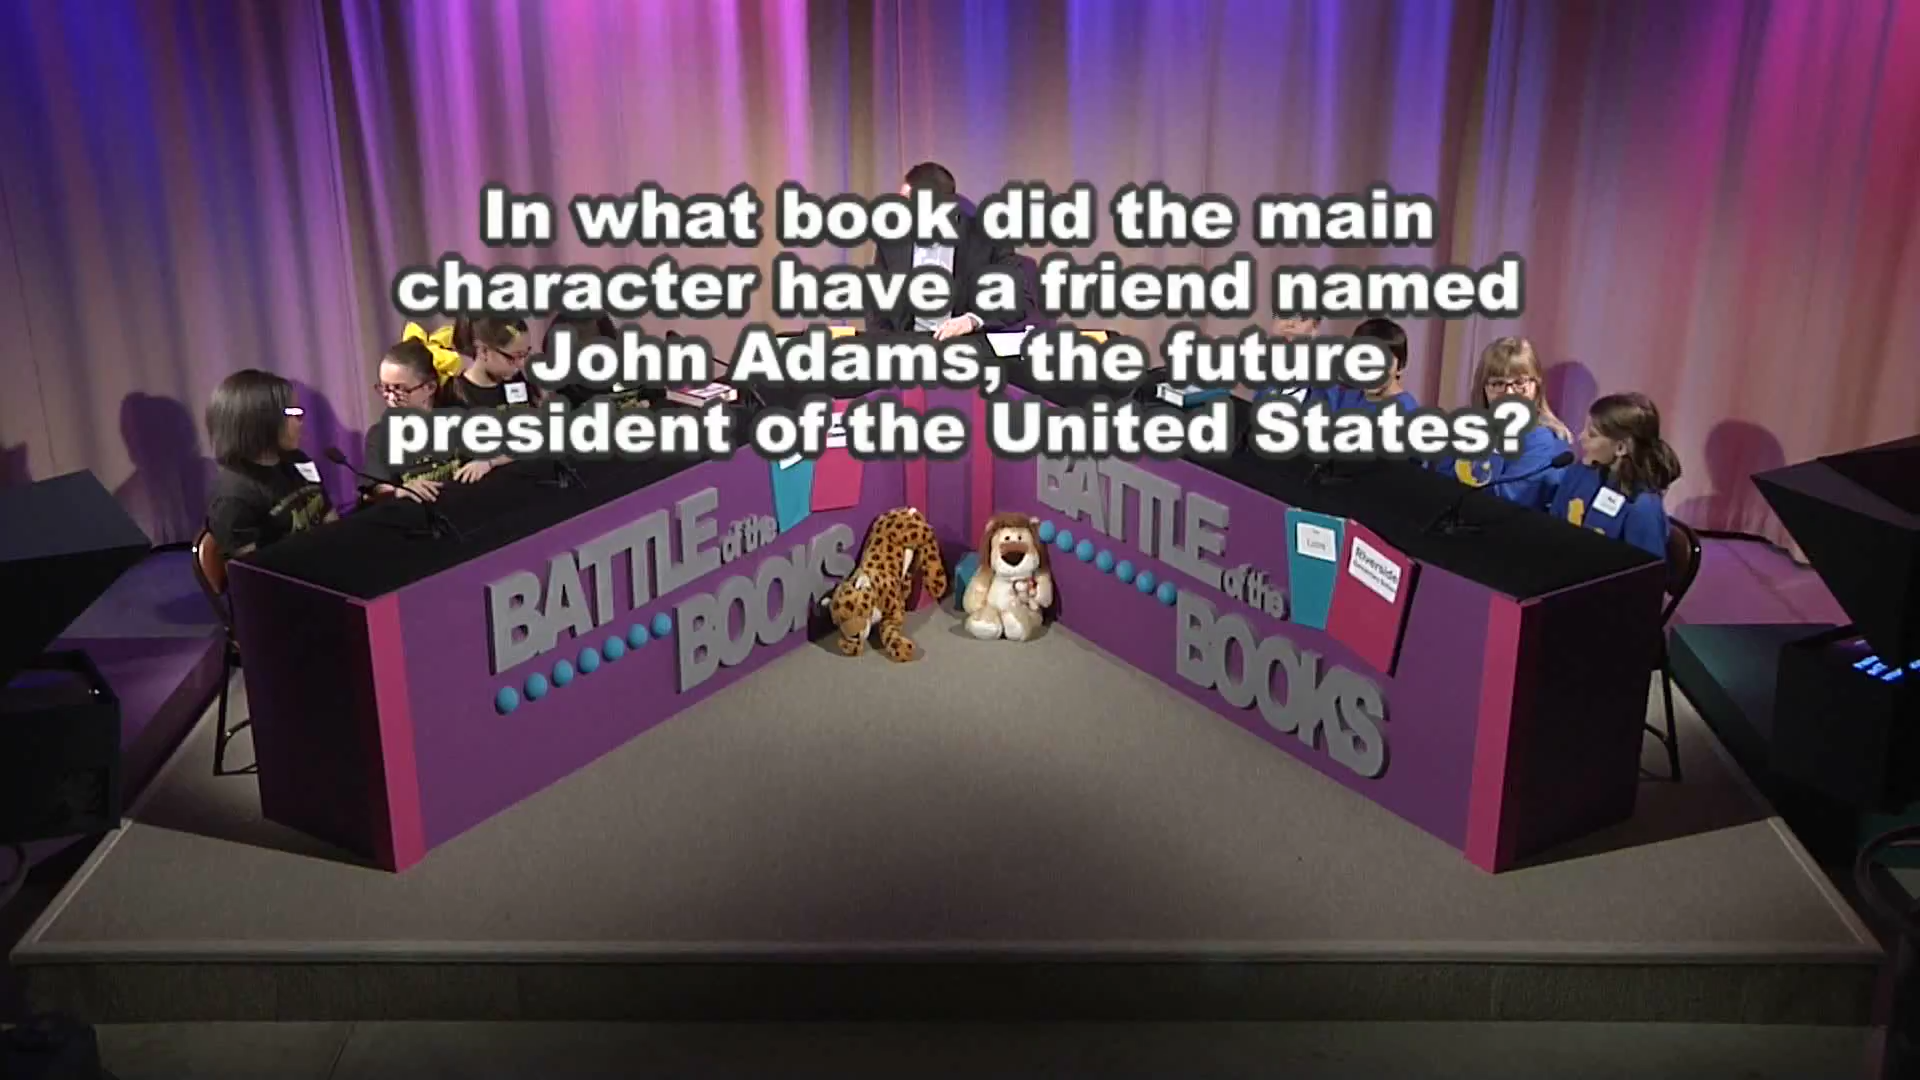 In what book did the main
character have a friend named
John Adams, the future
president of the United States?
BATTLE of the
BOOKS
BATTLE of the
BOOKS
Riverside